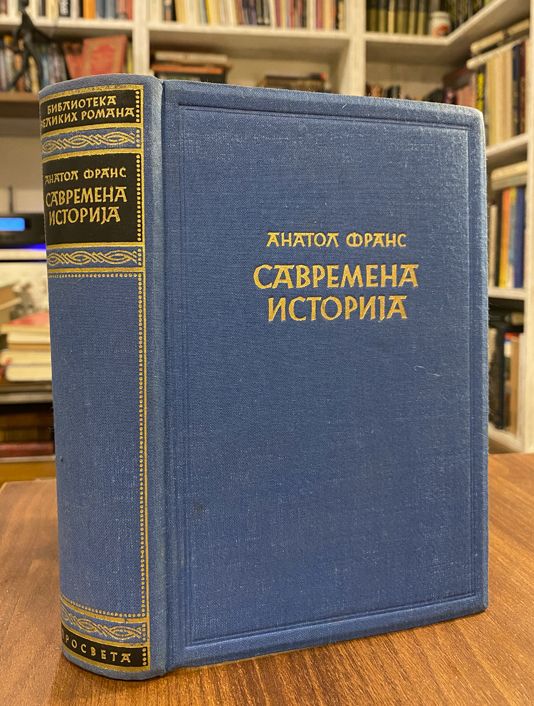 БИБЛИОТЕКА
ВЕЛИКИХ РОМАНА
АНАТОЛ ФРАНС
САВРЕМЕНА
ИСТОРИЈА
ПРОСВЕТА
АНАТОЛ ФРАНС
САВРЕМЕНА
ИСТОРИЈА